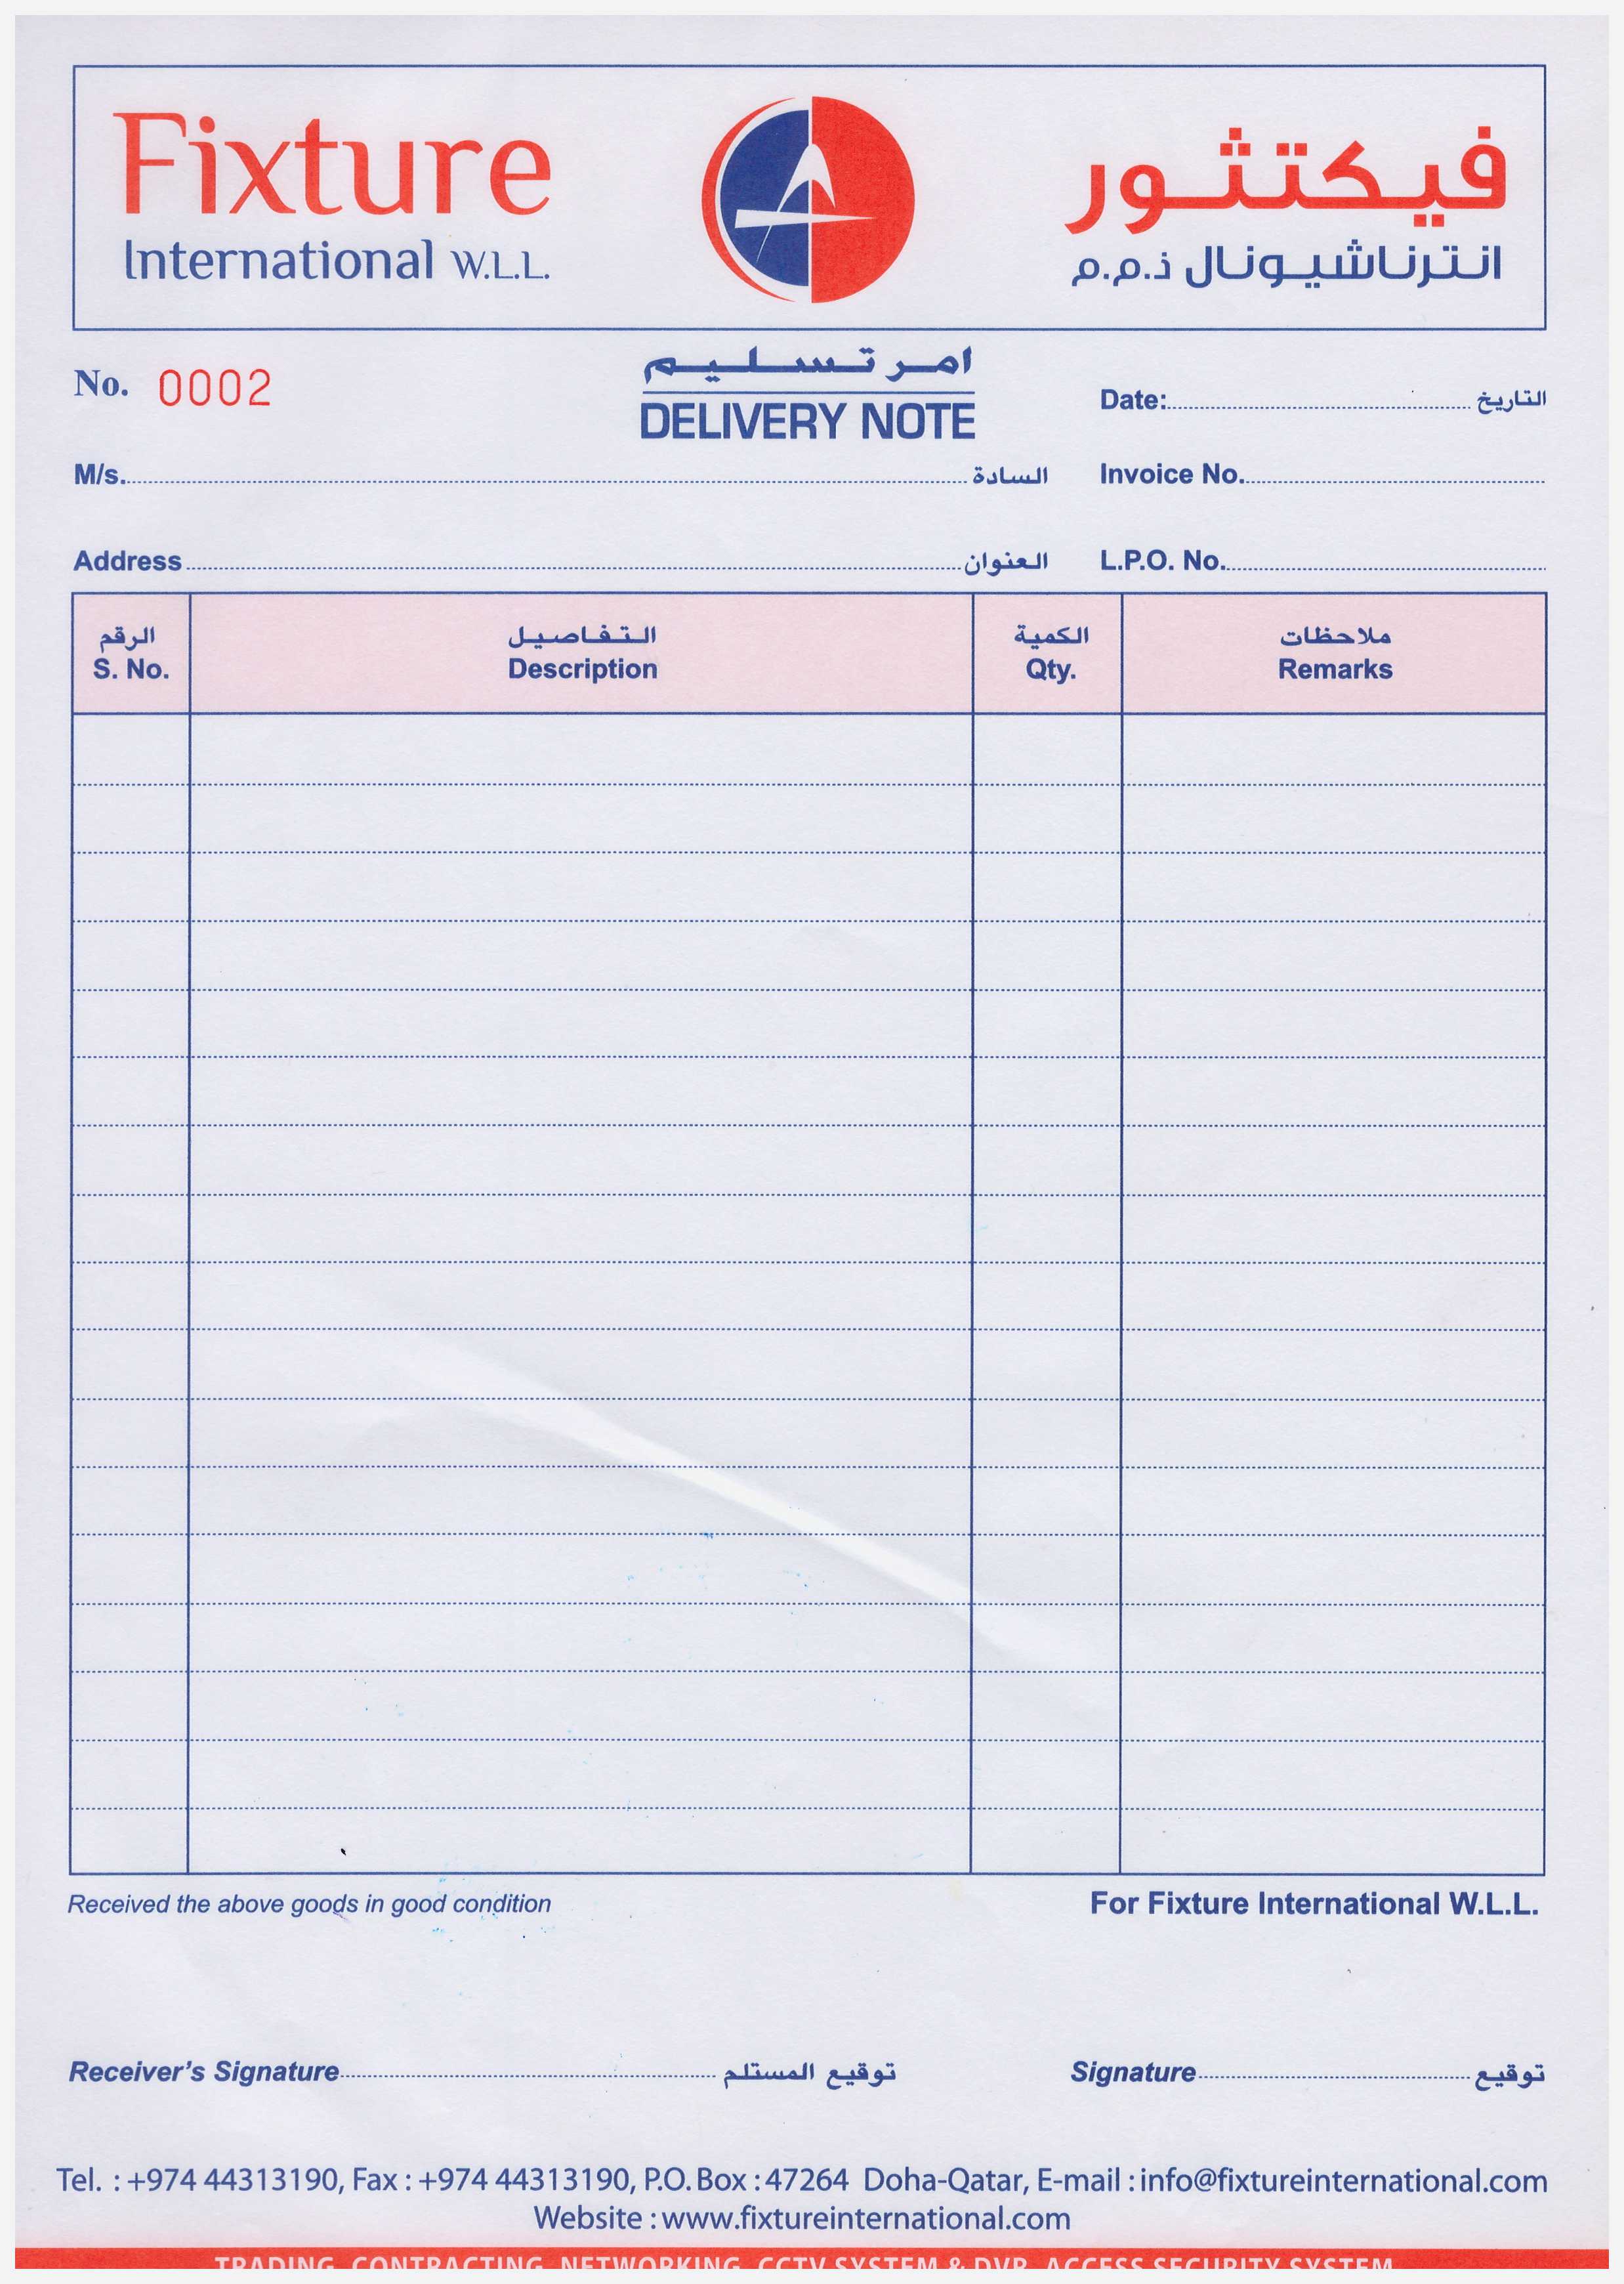 Fixture
International W.L.L.
فيكتثور
انترناشيونال ذ.م.م
No. 0002
امر تسليم
DELIVERY NOTE
Date: التاريخ
M/s. السادة
Invoice No.
Address العنوان
L.P.O. No.
الرقم التفاصيل الكمية ملاحظات
S. No. Description Qty. Remarks
Received the above goods in good condition
For Fixture International W.L.L.
Receiver's Signature توقيع المستلم
Signature توقيع
Tel. : +974 44313190, Fax : +974 44313190, P.O. Box : 47264 Doha-Qatar, E-mail : info@fixtureinternational.com
Website : www.fixtureinternational.com
TRADING, CONTRACTING, NETWORKING, CCTV SYSTEM & DVR, ACCESS SECURITY SYSTEM